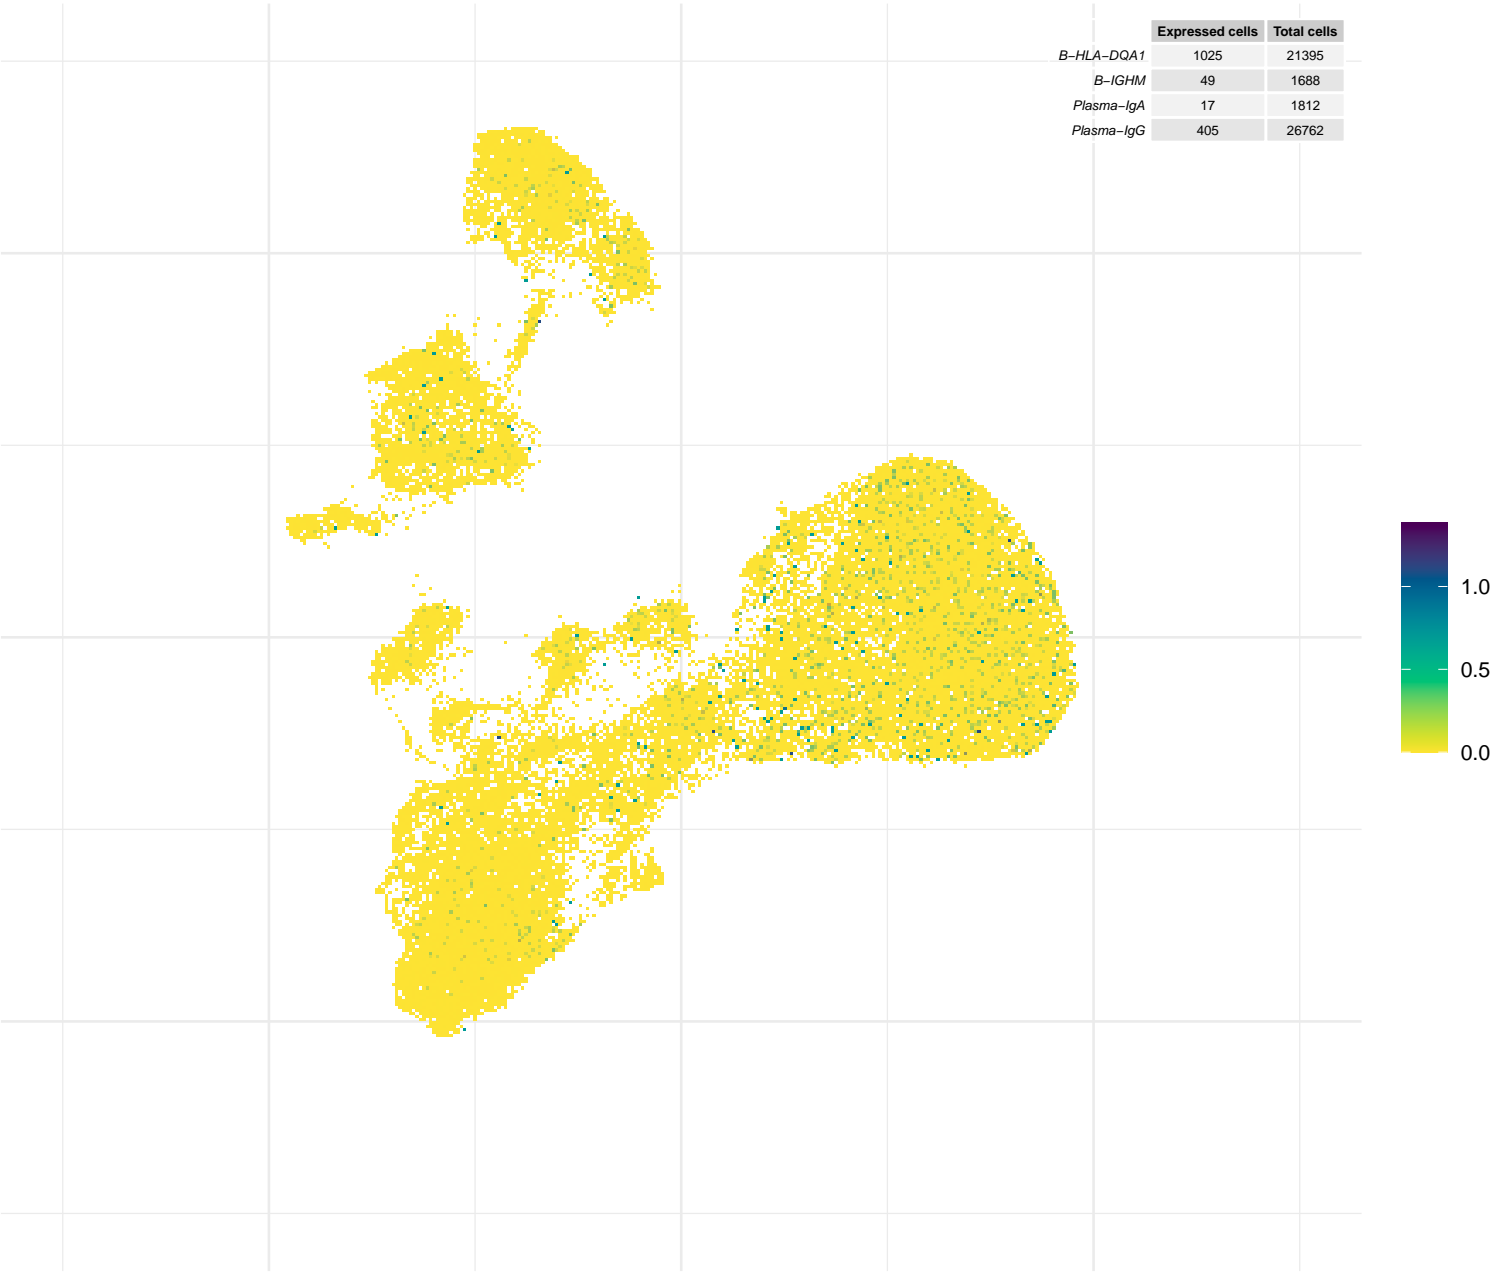 Expressed cells Total cells
B−HLA−DQA1 1025 21395
B−IGHM 49 1688
Plasma−IgA 17 1812
Plasma−IgG 405 26762
1.0
0.5
0.0